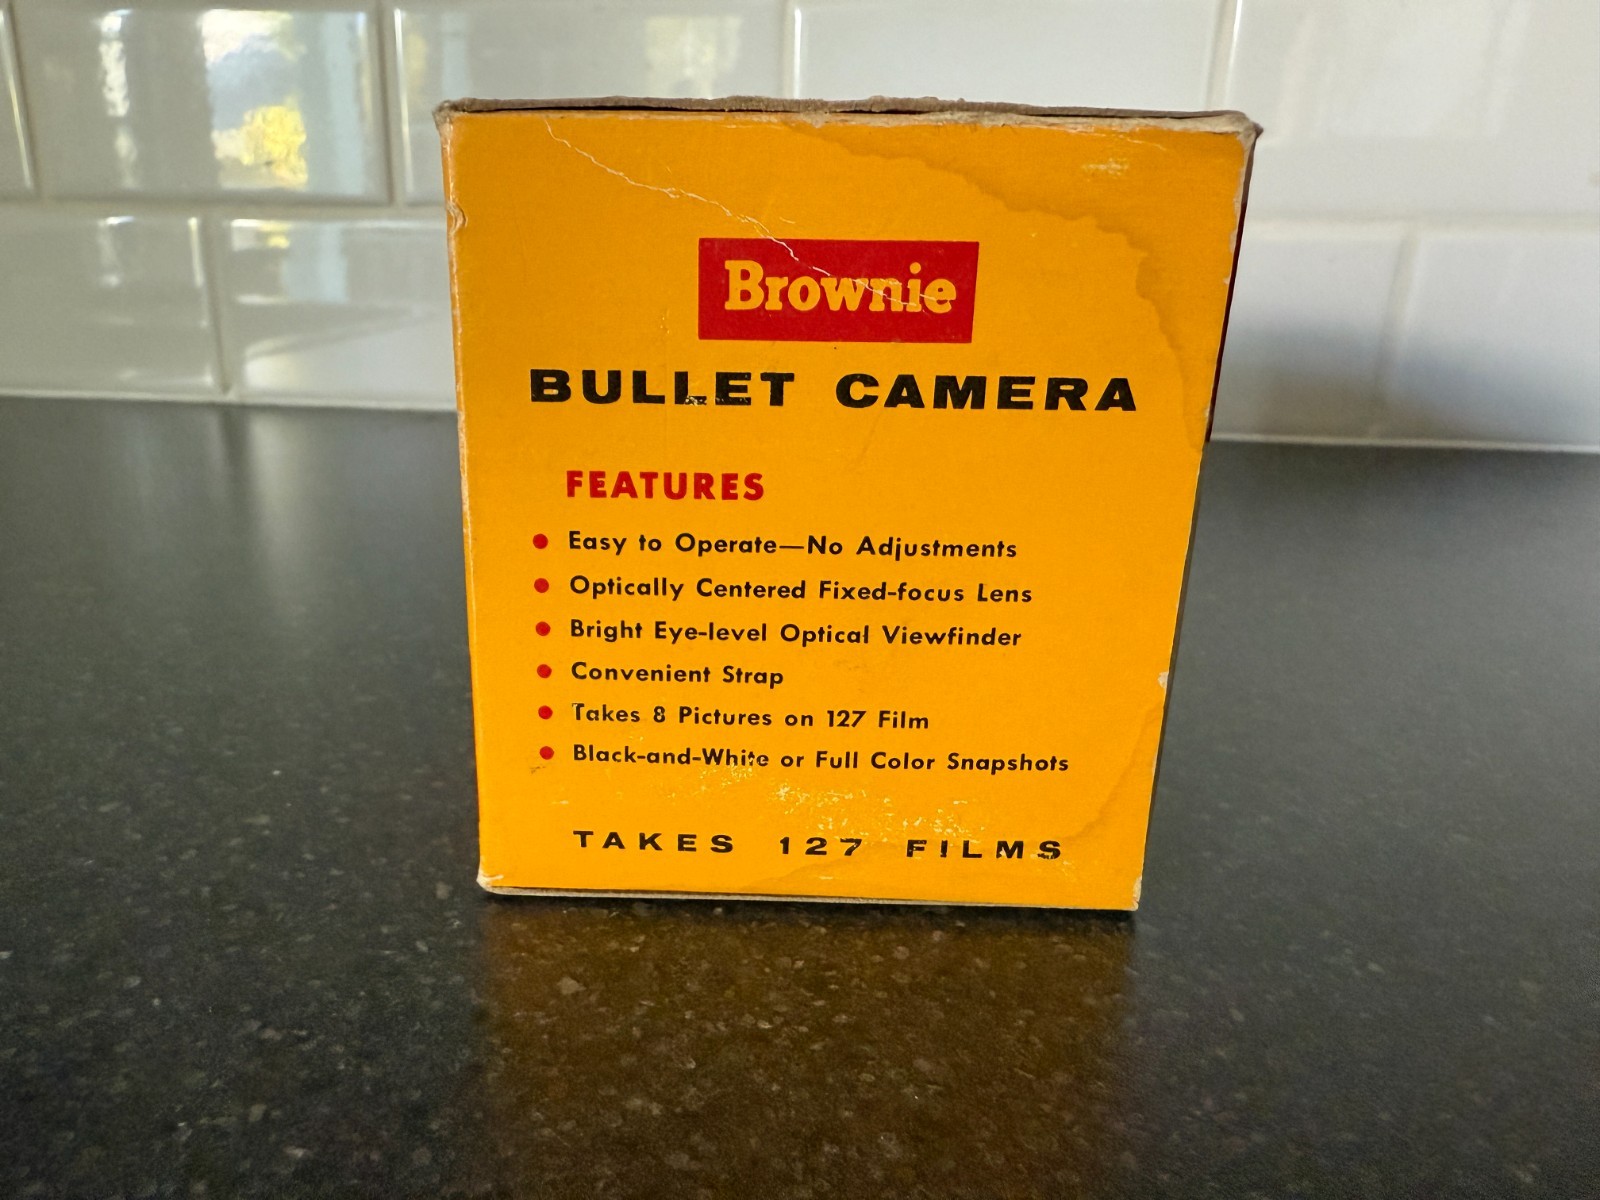 Brownie
BULLET CAMERA
FEATURES
Easy to Operate—No Adjustments
Optically Centered Fixed-focus Lens
Bright Eye-level Optical Viewfinder
Convenient Strap
Takes 8 Pictures on 127 Film
Black-and-White or Full Color Snapshots
TAKES 127 FILMS